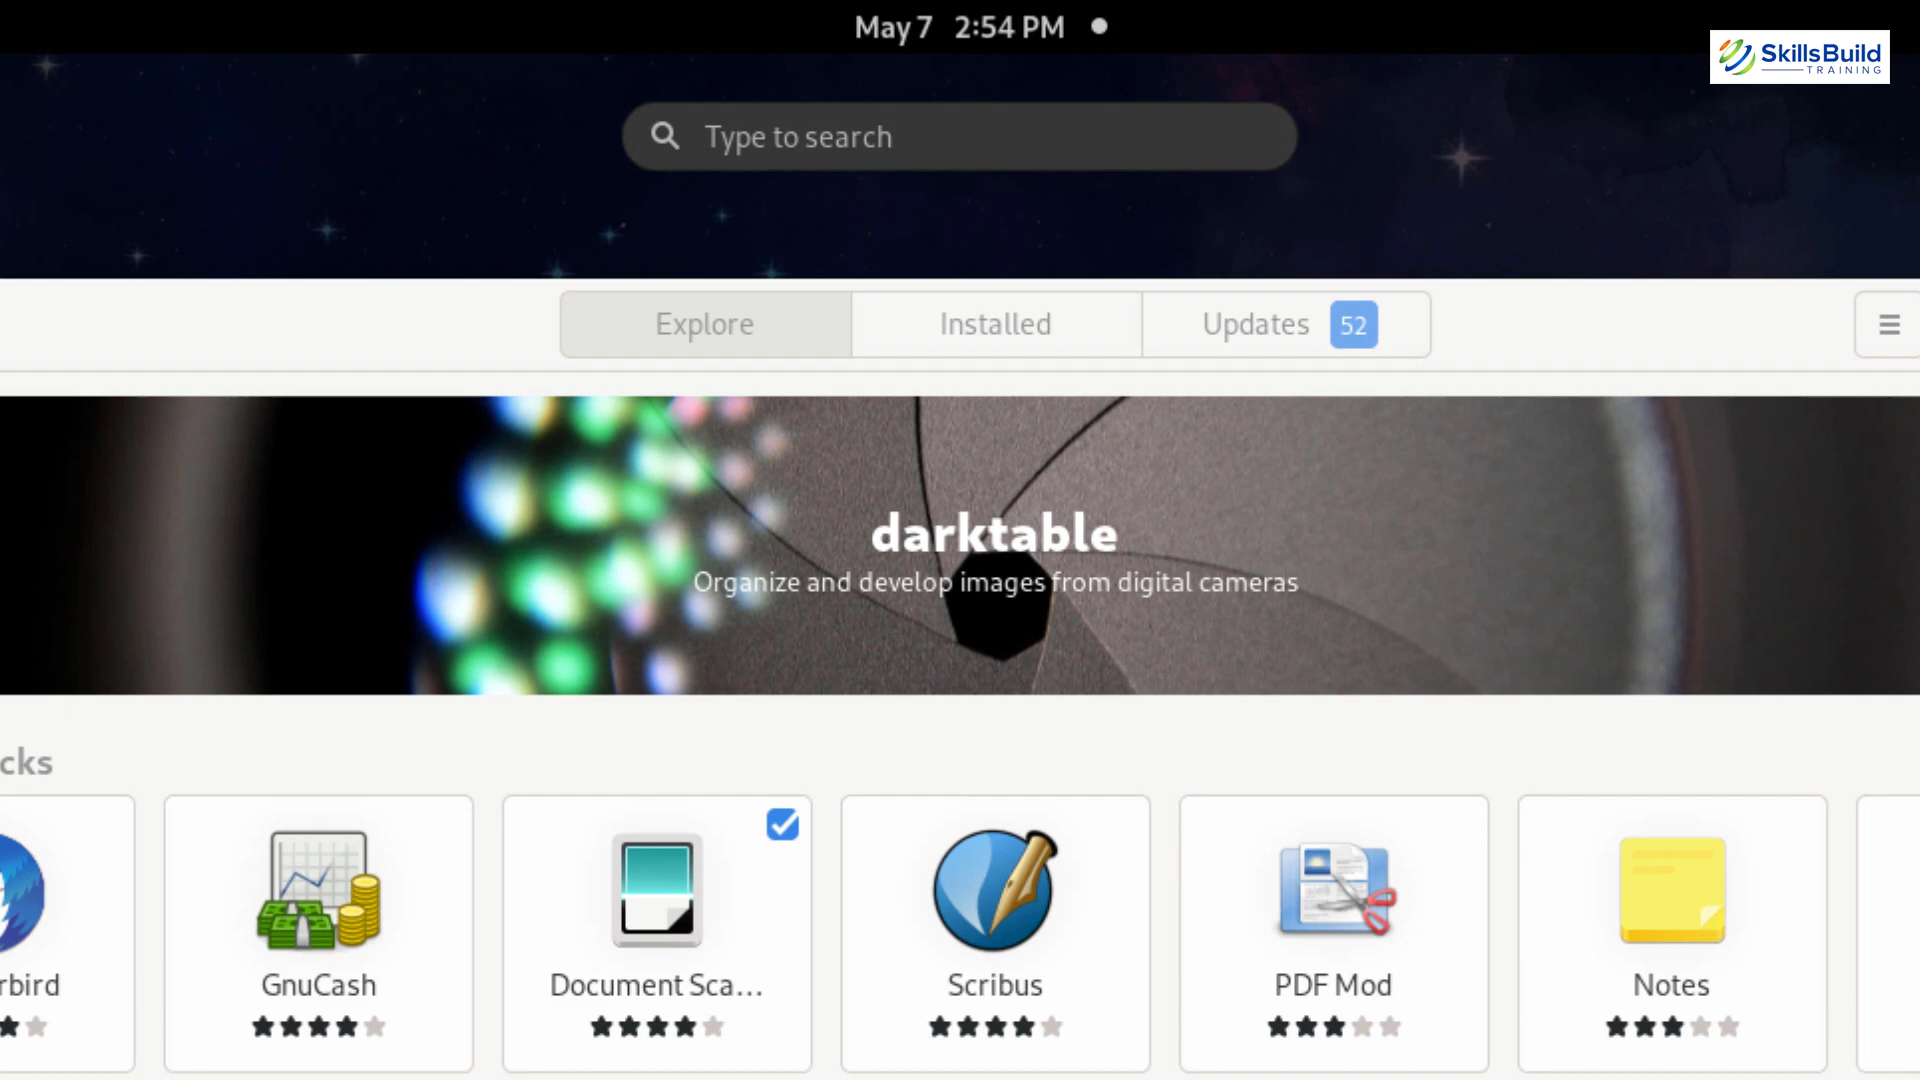 May 7 2:54 PM
SkillsBuild
TRAINING
Type to search
Explore
Installed
Updates 52
darktable
Organize and develop images from digital cameras
cks
rbird
GnuCash
Document Sca...
Scribus
PDF Mod
Notes